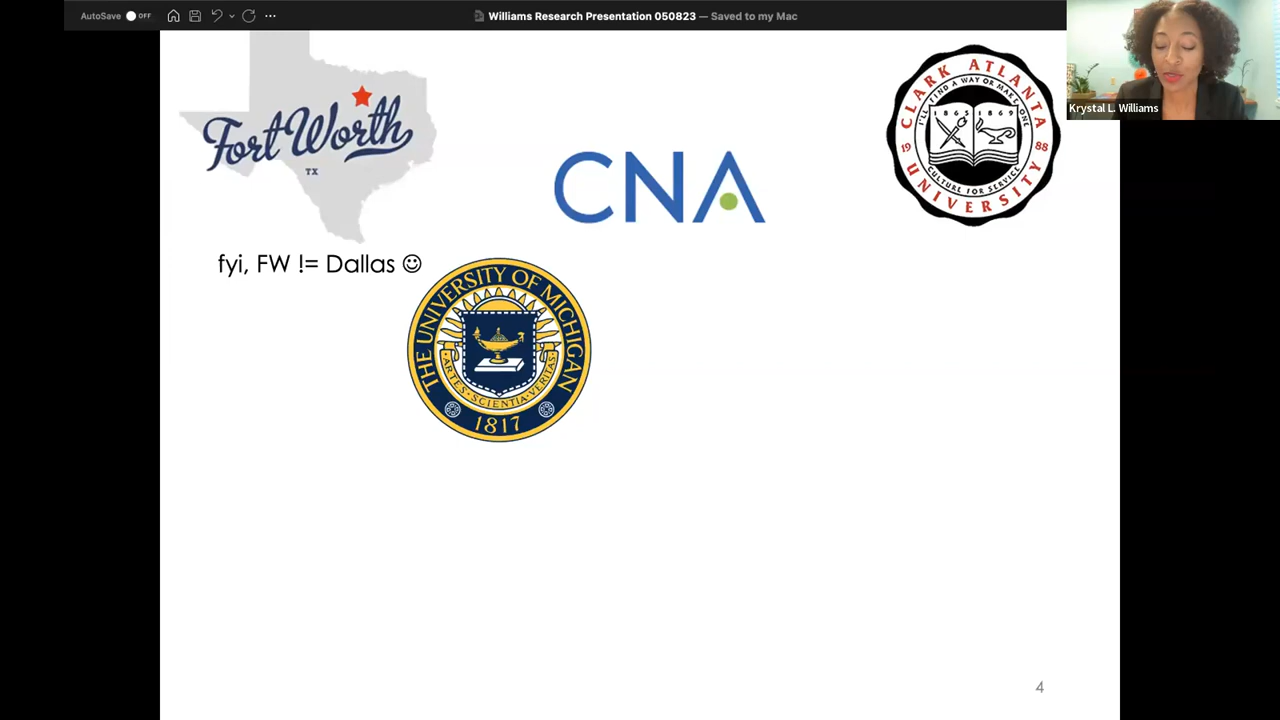 AutoSave OFF
Williams Research Presentation 050823 — Saved to my Mac
Krystal L. Williams
Fort Worth
TX
CNA
CLARK ATLANTA UNIVERSITY
I'LL FIND A WAY OR MAKE ONE
1865 1869
19 88
CULTURE FOR SERVICE
fyi, FW != Dallas ☺
THE UNIVERSITY OF MICHIGAN
ARTES · SCIENTIA · VERITAS
1817
4